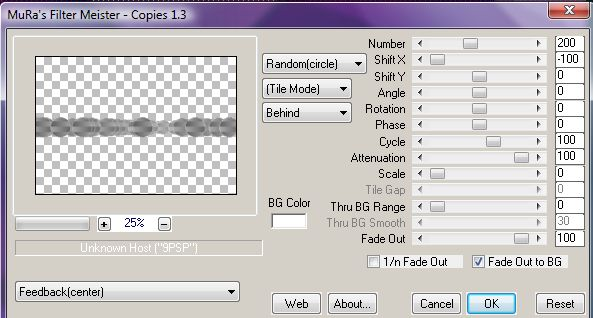 MuRa's Filter Meister - Copies 1.3
Random(circle)
(Tile Mode)
Behind
Number 200
Shift X -100
Shift Y 0
Angle 0
Rotation 0
Phase 0
Cycle 100
Attenuation 100
Scale 0
Tile Gap 0
Thru BG Range 0
Thru BG Smooth 30
Fade Out 100
BG Color
+ 25% −
Unknown Host ("9PSP")
1/n Fade Out Fade Out to BG
Feedback(center)
Web About... Cancel OK Reset